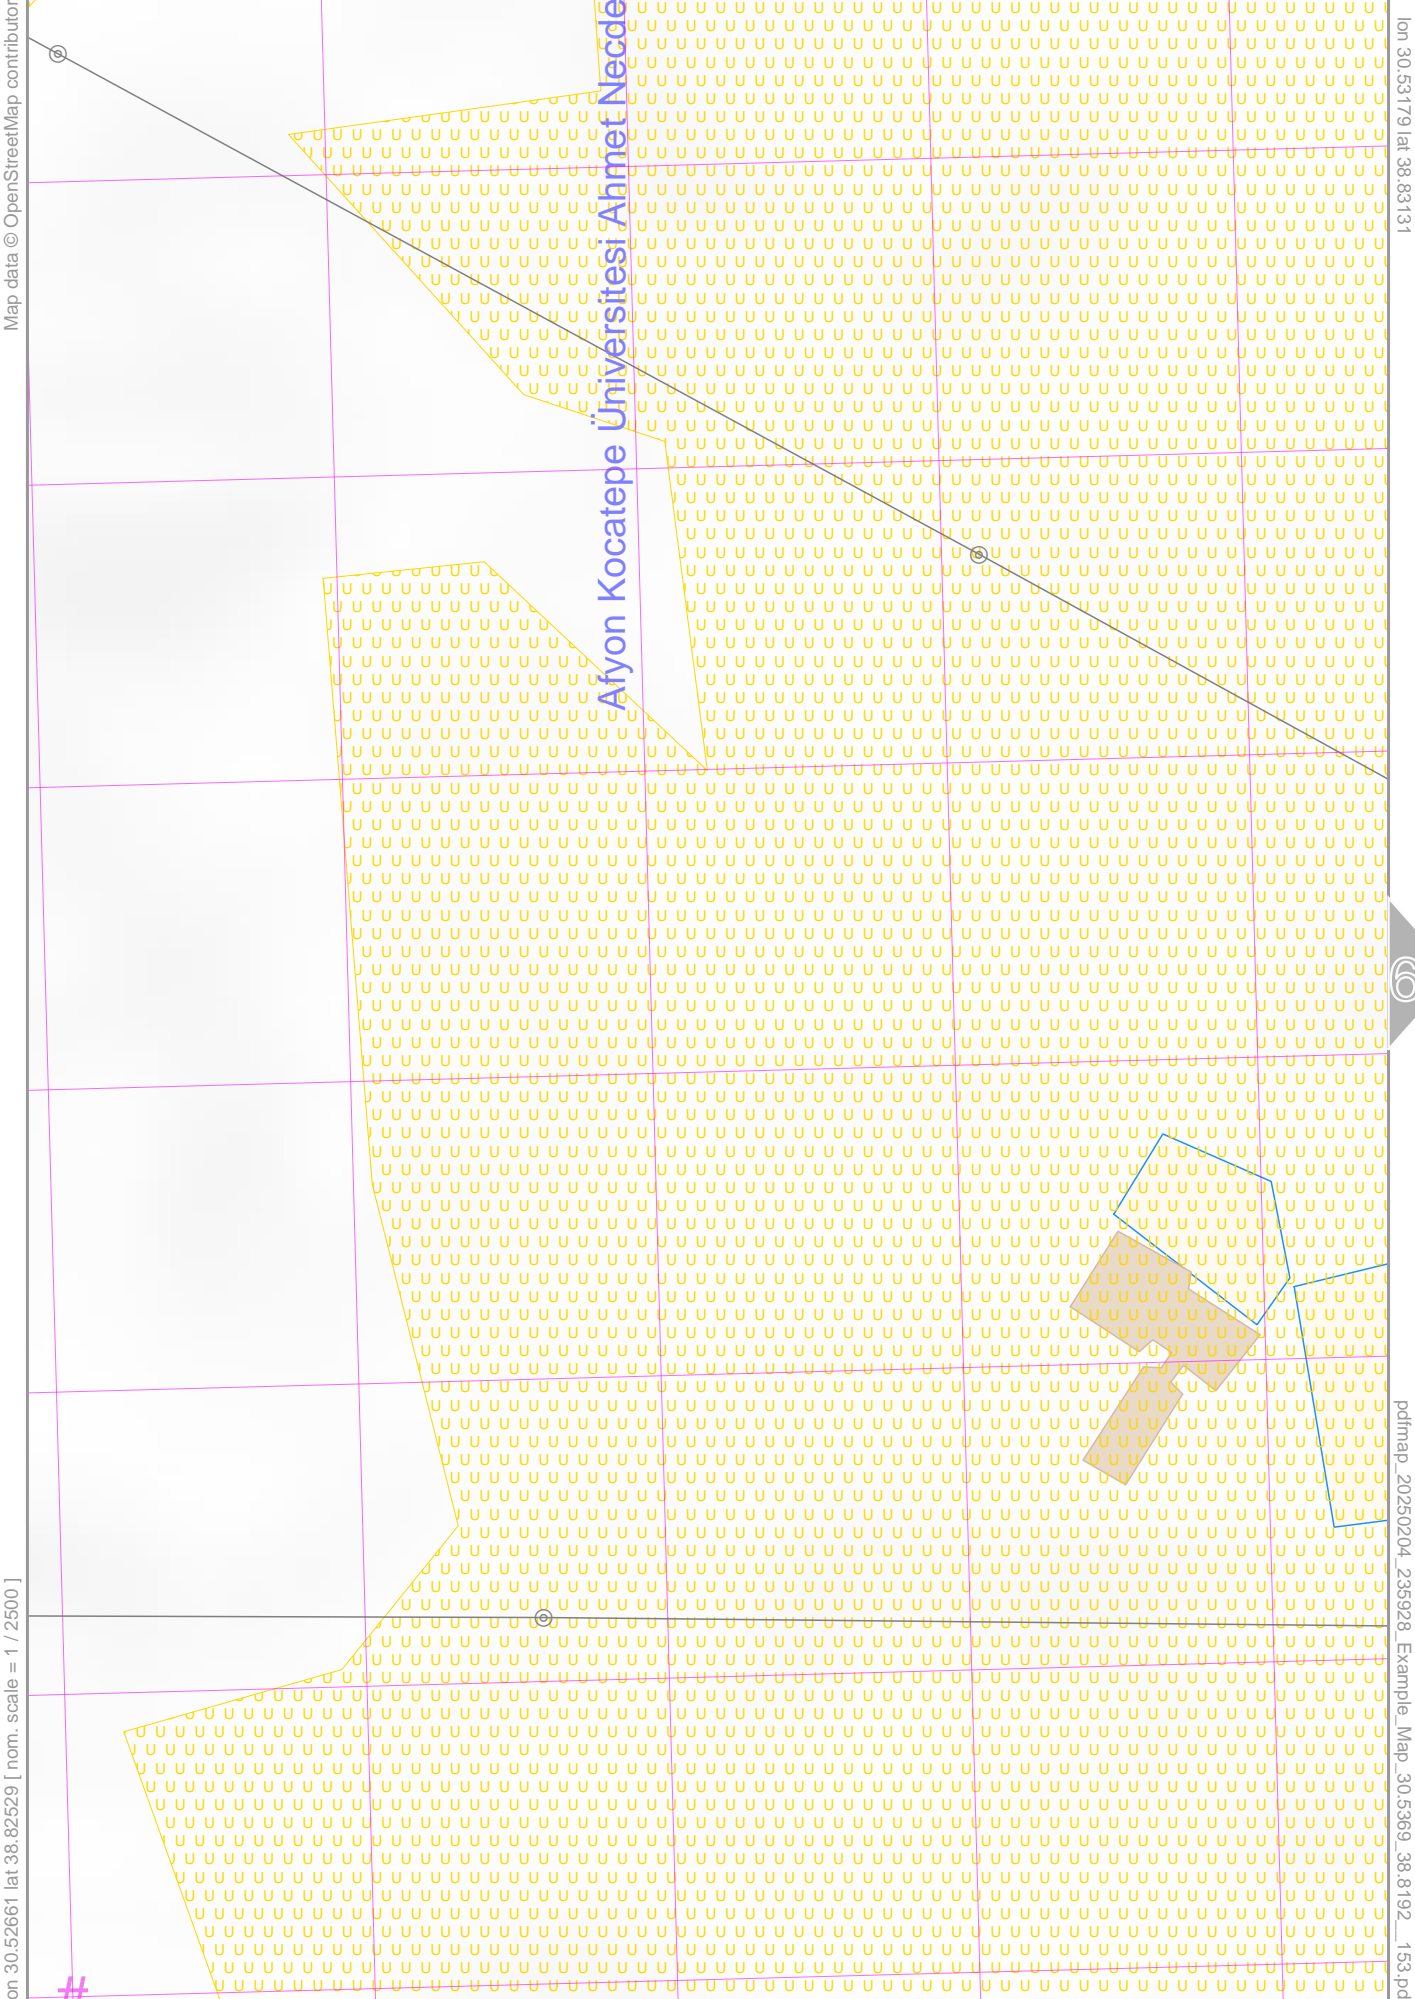 Map data © OpenStreetMap contributor
on 30.52661 lat 38.82529 [ nom. scale = 1 / 2500 ]
Afyon Kocatepe Üniversitesi Ahmet Necde
lon 30.53179 lat 38.83131
6
pdfmap_20250204_235928_Example_Map_30.5369_38.8192__153.pd
#